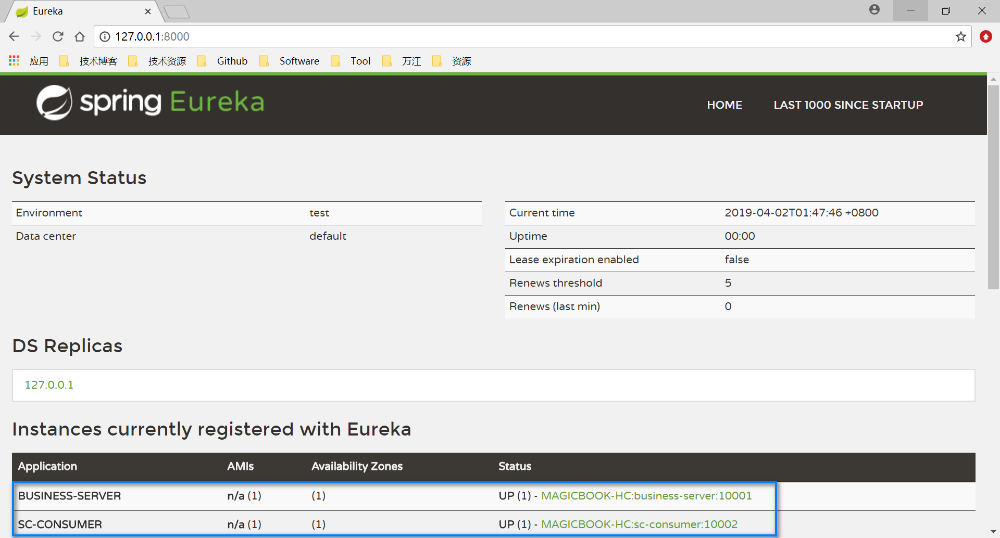 Eureka
127.0.0.1:8000
应用 技术博客 技术资源 Github Software Tool 万江 资源
spring Eureka HOME LAST 1000 SINCE STARTUP
System Status
Environment test
Data center default
Current time 2019-04-02T01:47:46 +0800
Uptime 00:00
Lease expiration enabled false
Renews threshold 5
Renews (last min) 0
DS Replicas
127.0.0.1
Instances currently registered with Eureka
Application AMIs Availability Zones Status
BUSINESS-SERVER n/a (1) (1) UP (1) - MAGICBOOK-HC:business-server:10001
SC-CONSUMER n/a (1) (1) UP (1) - MAGICBOOK-HC:sc-consumer:10002